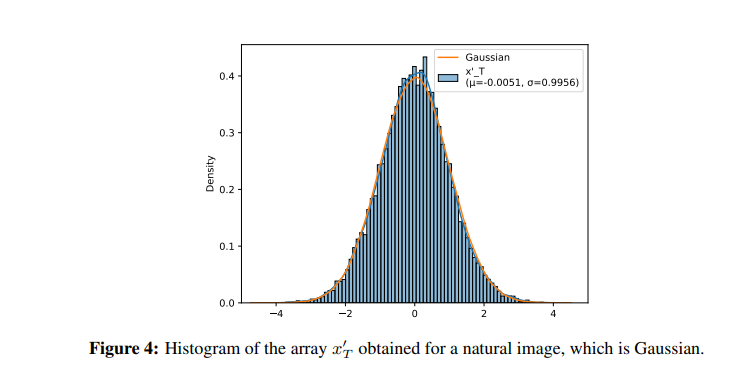 Gaussian
x'_T
(μ=-0.0051, σ=0.9956)
0.4
0.3
0.2
0.1
0.0
Density
−4
−2
0
2
4
Figure 4: Histogram of the array x′_T obtained for a natural image, which is Gaussian.